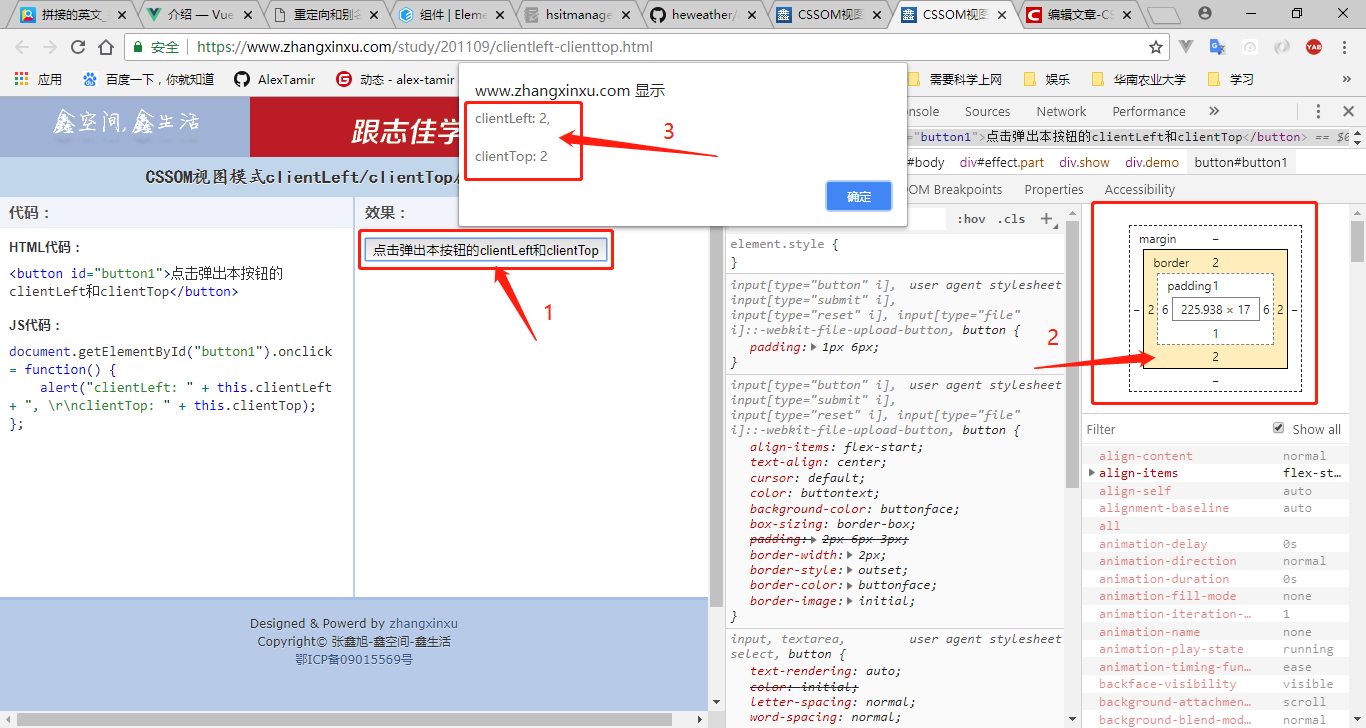 拼接的英文_
介绍 — Vue
重定向和别名
组件 | Eleme
hsitmanage
heweather/
CSSOM视图
CSSOM视图
编辑文章-CS
安全 https://www.zhangxinxu.com/study/201109/clientleft-clienttop.html
YAB
应用
百度一下，你就知道
AlexTamir
动态 - alex-tamir
需要科学上网
娱乐
华南农业大学
学习
»
www.zhangxinxu.com 显示
clientLeft: 2,
clientTop: 2
3
确定
鑫空间,鑫生活
跟志佳学
CSSOM视图模式clientLeft/clientTop/
代码：
HTML代码：
<button id="button1">点击弹出本按钮的
clientLeft和clientTop</button>
JS代码：
document.getElementById("button1").onclick
= function() {
alert("clientLeft: " + this.clientLeft
+ ", \r\nclientTop: " + this.clientTop);
};
效果：
点击弹出本按钮的clientLeft和clientTop
1
Designed & Powerd by zhangxinxu
Copyright© 张鑫旭-鑫空间-鑫生活
鄂ICP备09015569号
onsole Sources Network Performance »
="button1">点击弹出本按钮的clientLeft和clientTop</button> == $0
#body div#effect.part div.show div.demo button#button1
OM Breakpoints Properties Accessibility
:hov .cls +
element.style {
}
input[type="button" i], user agent stylesheet
input[type="submit" i],
input[type="reset" i], input[type="file"
i]::-webkit-file-upload-button, button {
padding: 1px 6px;
}
input[type="button" i], user agent stylesheet
input[type="submit" i],
input[type="reset" i], input[type="file"
i]::-webkit-file-upload-button, button {
align-items: flex-start;
text-align: center;
cursor: default;
color: buttontext;
background-color: buttonface;
box-sizing: border-box;
padding: 2px 6px 3px;
border-width: 2px;
border-style: outset;
border-color: buttonface;
border-image: initial;
}
input, textarea, user agent stylesheet
select, button {
text-rendering: auto;
color: initial;
letter-spacing: normal;
word-spacing: normal;
2
margin –
border 2
padding 1
– 2 6 225.938 × 17 6 2 –
1
2
–
Filter Show all
align-content normal
align-items flex-st…
align-self auto
alignment-baseline auto
all
animation-delay 0s
animation-direction normal
animation-duration 0s
animation-fill-mode none
animation-iteration-… 1
animation-name none
animation-play-state running
animation-timing-fun… ease
backface-visibility visible
background-attachmen… scroll
background-blend-mod… normal